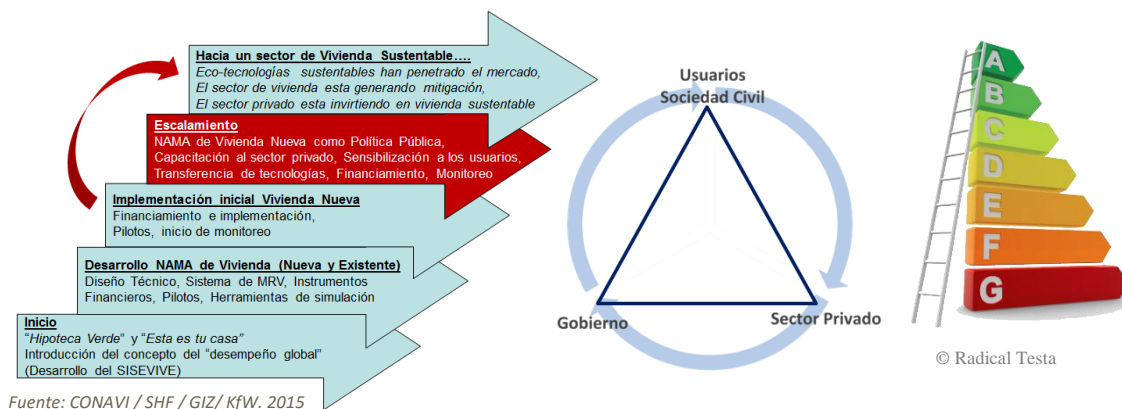 Hacia un sector de Vivienda Sustentable….
Eco-tecnologías sustentables han penetrado el mercado,
El sector de vivienda esta generando mitigación,
El sector privado esta invirtiendo en vivienda sustentable
Escalamiento
NAMA de Vivienda Nueva como Política Pública,
Capacitación al sector privado, Sensibilización a los usuarios,
Transferencia de tecnologías, Financiamiento, Monitoreo
Implementación inicial Vivienda Nueva
Financiamiento e implementación,
Pilotos, inicio de monitoreo
Desarrollo NAMA de Vivienda (Nueva y Existente)
Diseño Técnico, Sistema de MRV, Instrumentos
Financieros, Pilotos, Herramientas de simulación
Inicio
“Hipoteca Verde” y “Esta es tu casa”
Introducción del concepto del “desempeño global”
(Desarrollo del SISEVIVE)
Fuente: CONAVI / SHF / GIZ/ KfW. 2015
Usuarios
Sociedad Civil
Gobierno
Sector Privado
A
B
C
D
E
F
G
© Radical Testa